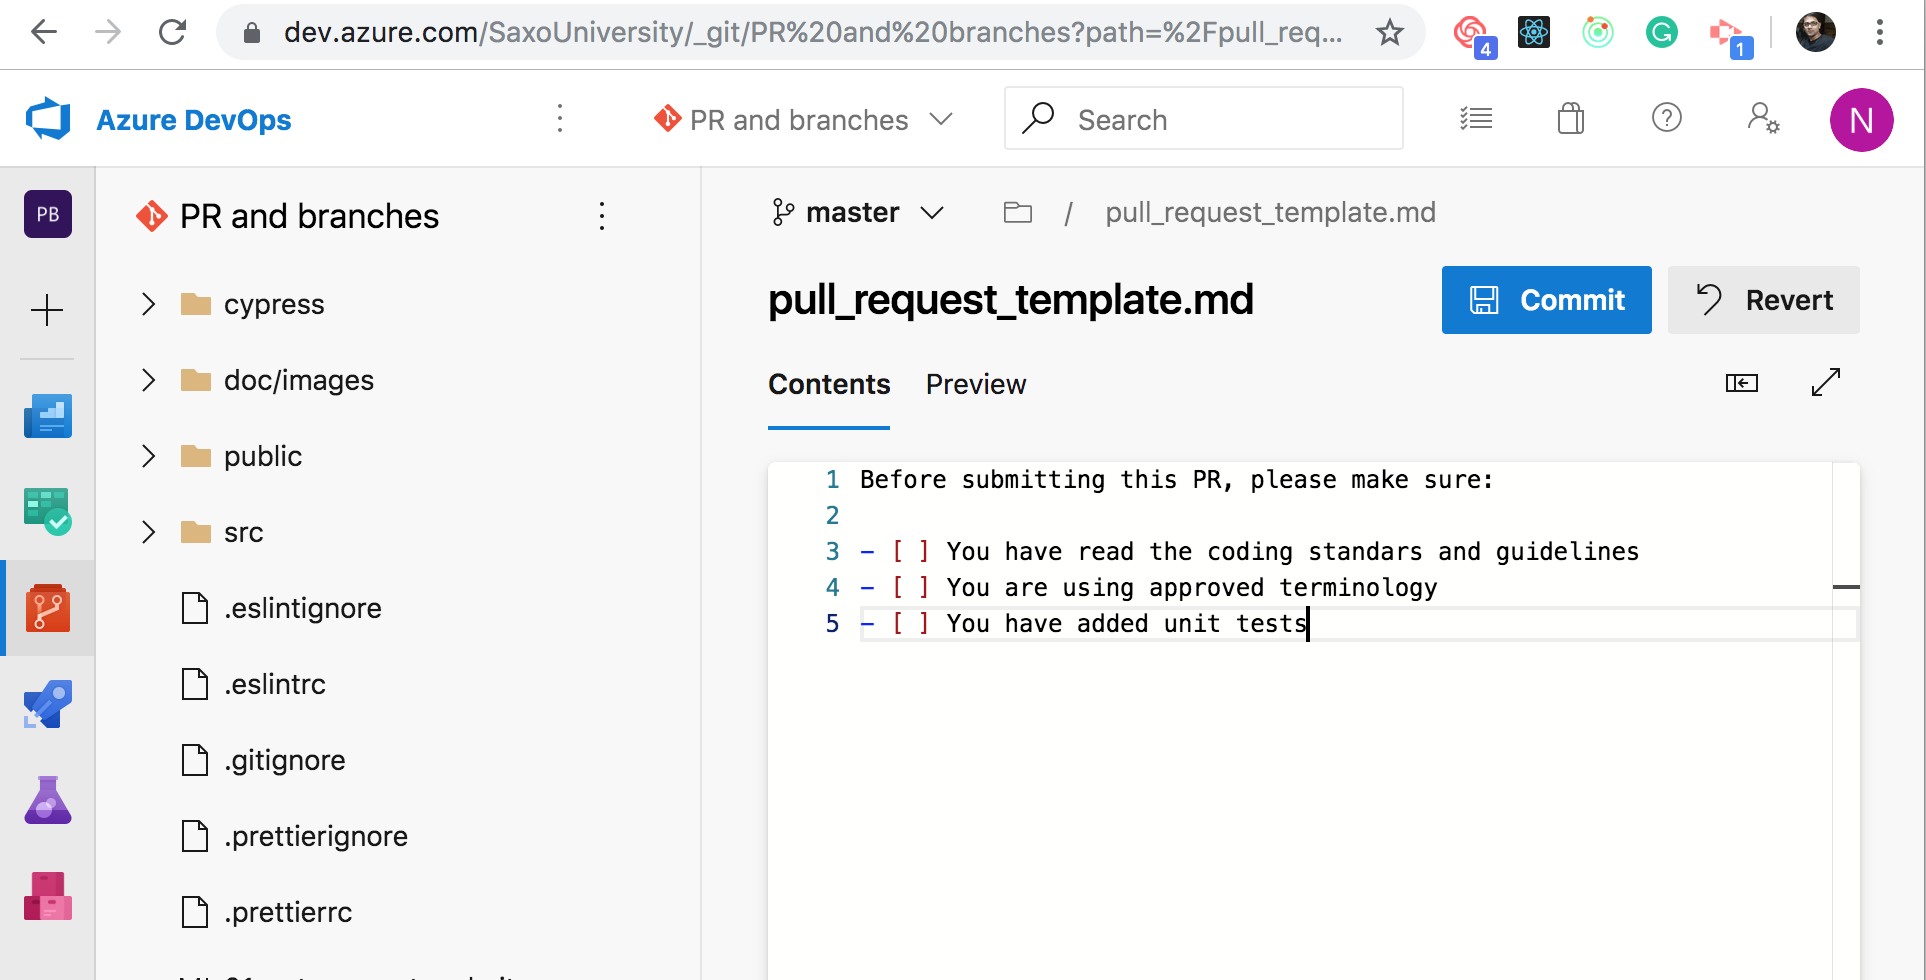 dev.azure.com/SaxoUniversity/_git/PR%20and%20branches?path=%2Fpull_req...
4
1
Azure DevOps
PR and branches
Search
N
PB
PR and branches
cypress
doc/images
public
src
.eslintignore
.eslintrc
.gitignore
.prettierignore
.prettierrc
master
/ pull_request_template.md
pull_request_template.md
Commit
Revert
Contents
Preview
1 Before submitting this PR, please make sure:
2
3 - [ ] You have read the coding standars and guidelines
4 - [ ] You are using approved terminology
5 - [ ] You have added unit tests